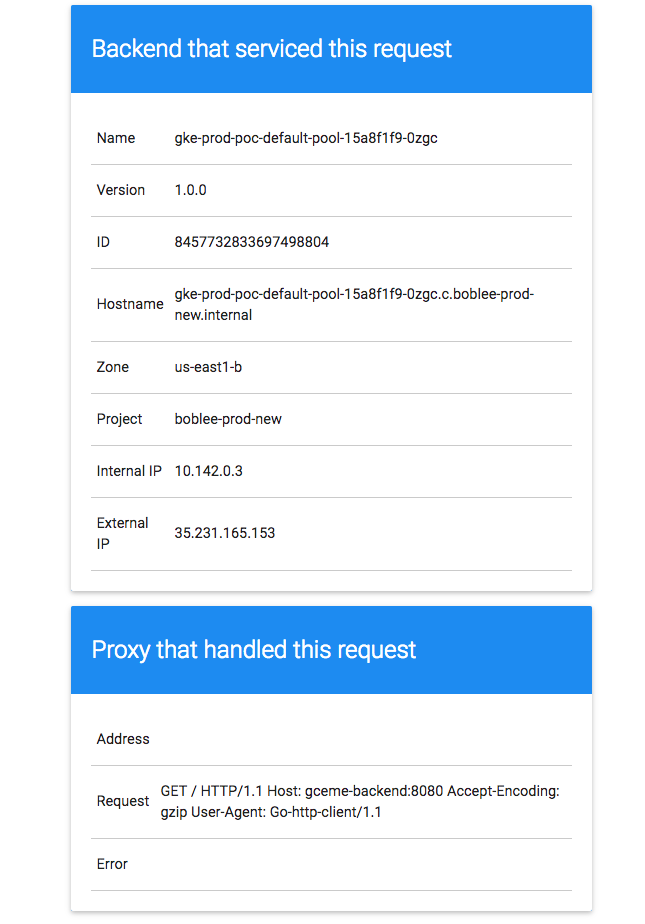 Backend that serviced this request
Name gke-prod-poc-default-pool-15a8f1f9-0zgc
Version 1.0.0
ID 8457732833697498804
Hostname gke-prod-poc-default-pool-15a8f1f9-0zgc.c.boblee-prod-
new.internal
Zone us-east1-b
Project boblee-prod-new
Internal IP 10.142.0.3
External
IP 35.231.165.153
Proxy that handled this request
Address
Request GET / HTTP/1.1 Host: gceme-backend:8080 Accept-Encoding:
gzip User-Agent: Go-http-client/1.1
Error